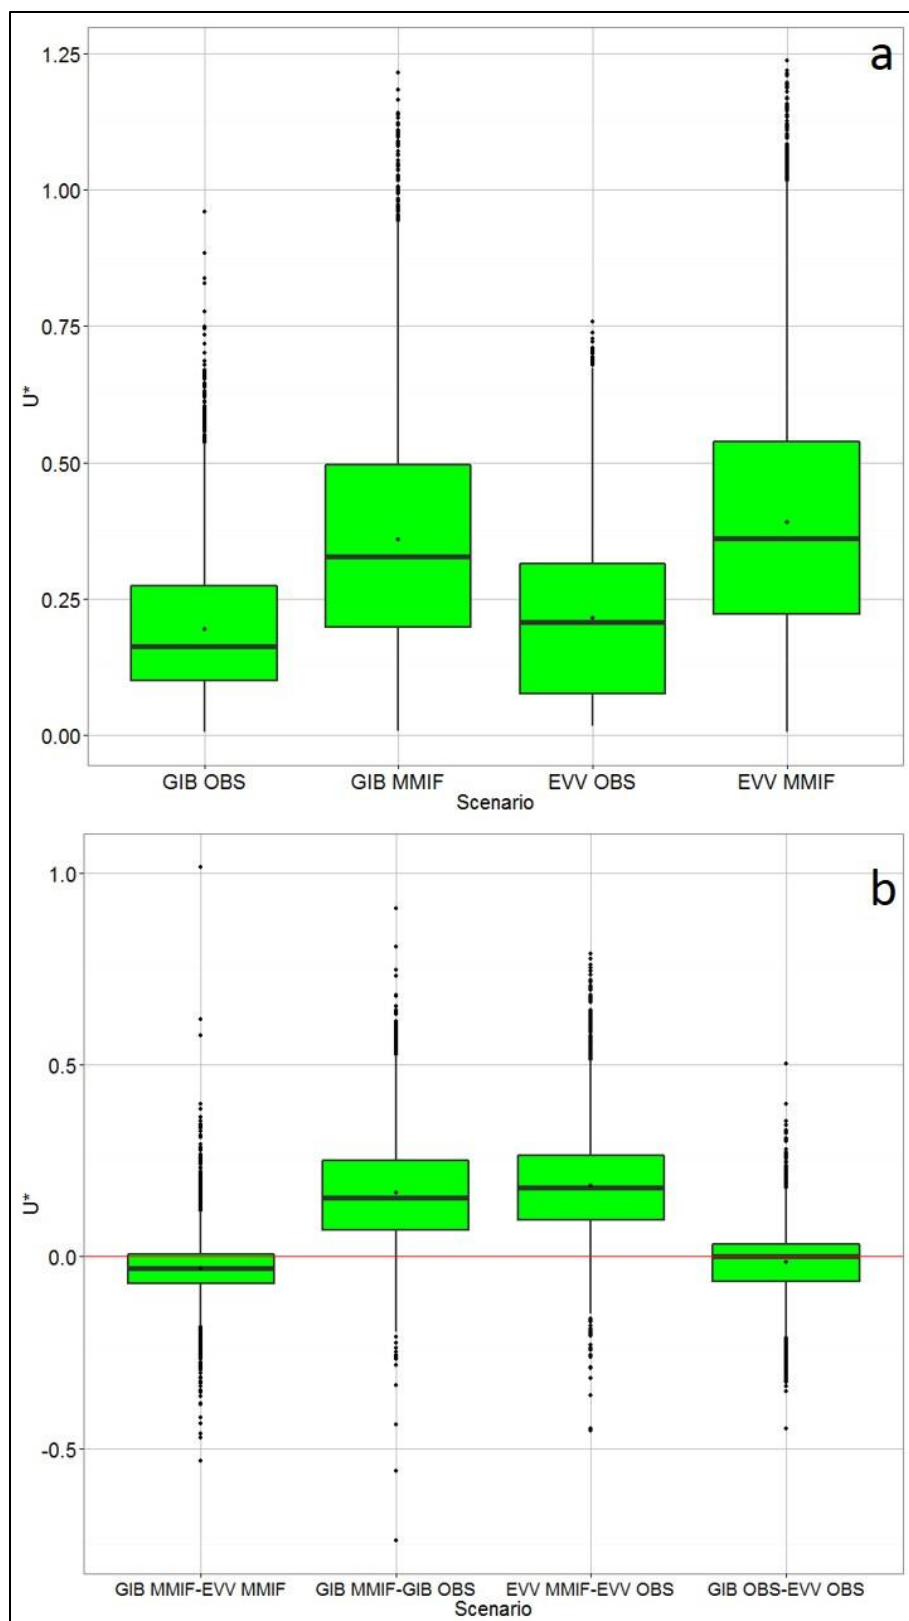 a
1.25
1.00
0.75
0.50
0.25
0.00
U*
GIB OBS GIB MMIF EVV OBS EVV MMIF
Scenario
b
1.0
0.5
0.0
-0.5
U*
GIB MMIF-EVV MMIF GIB MMIF-GIB OBS EVV MMIF-EVV OBS GIB OBS-EVV OBS
Scenario